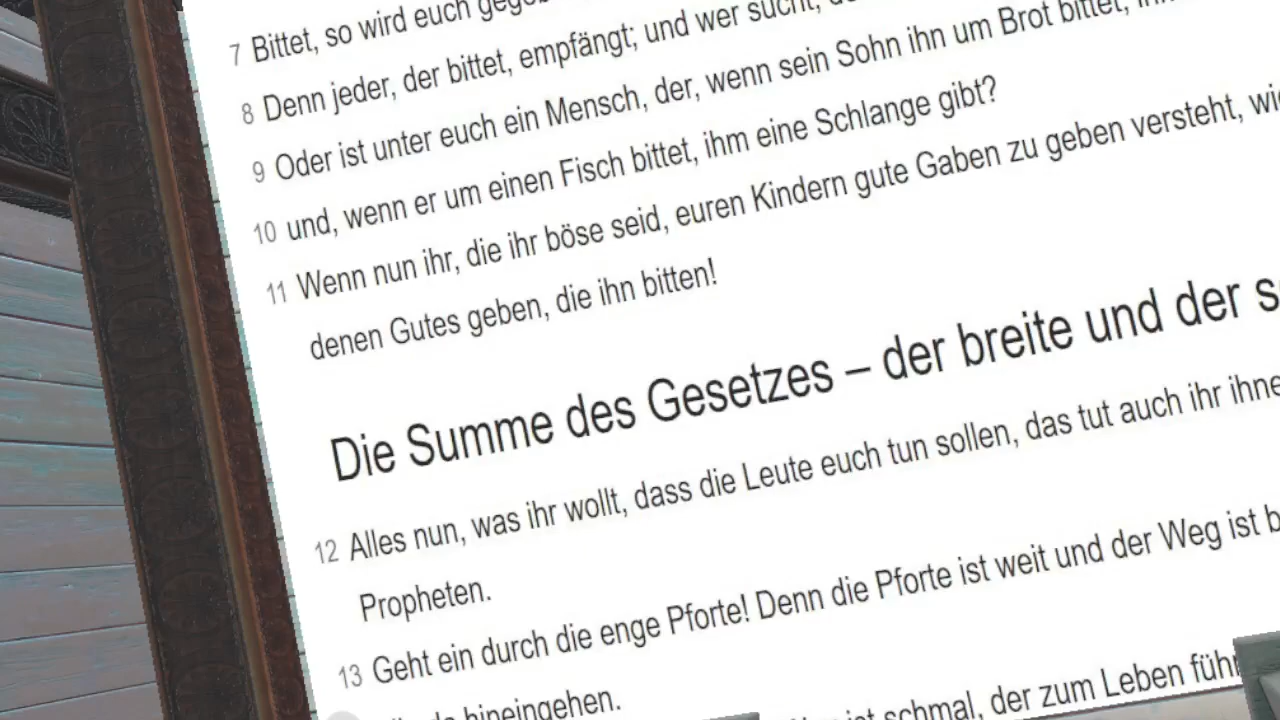 7 Bittet, so wird euch
8 Denn jeder, der bittet, empfängt; und wer sucht,
9 Oder ist unter euch ein Mensch, der, wenn sein Sohn ihn um Brot bittet,
10 und, wenn er um einen Fisch bittet, ihm eine Schlange gibt?
11 Wenn nun ihr, die ihr böse seid, euren Kindern gute Gaben zu geben versteht,
denen Gutes geben, die ihn bitten!
Die Summe des Gesetzes – der breite und der
12 Alles nun, was ihr wollt, dass die Leute euch tun sollen, das tut auch ihr
Propheten.
13 Geht ein durch die enge Pforte! Denn die Pforte ist weit und der Weg ist
hineingehen.
ist schmal, der zum Leben